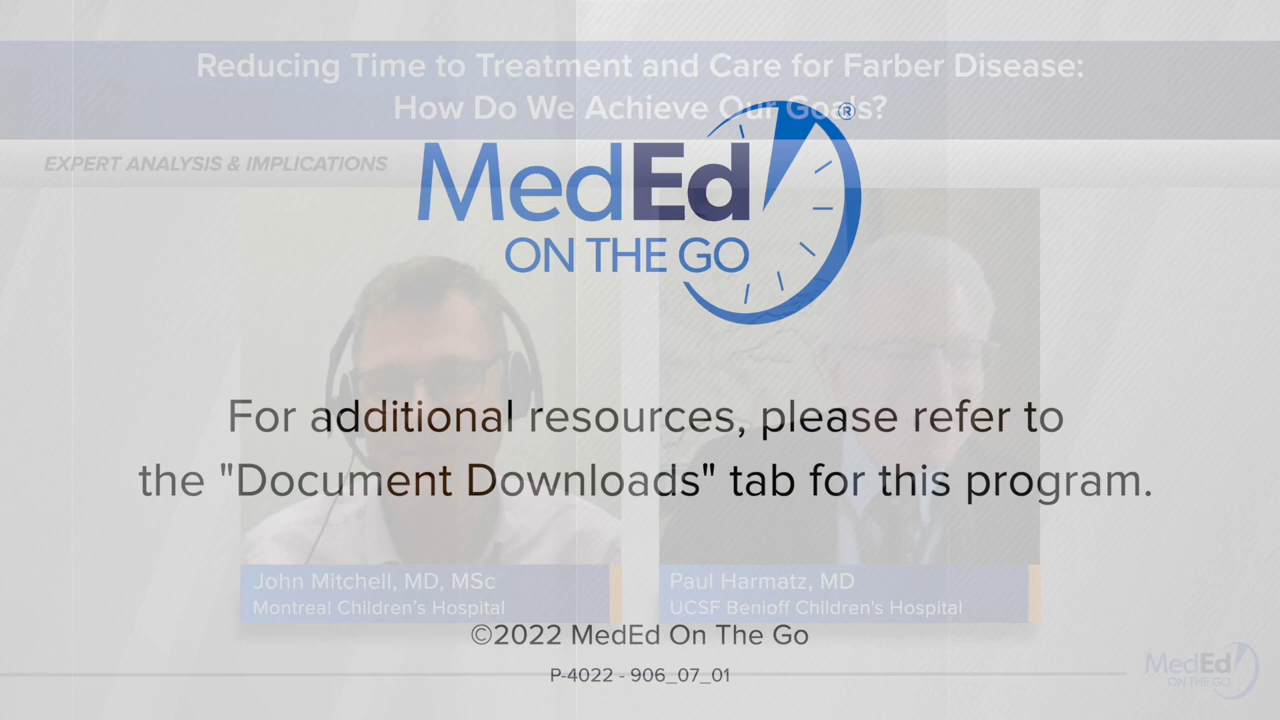 Reducing Time to Treatment and Care for Farber Disease:
How Do We Achieve Our Goals?
EXPERT ANALYSIS & IMPLICATIONS
MedEd®
ON THE GO
For additional resources, please refer to
the "Document Downloads" tab for this program.
John Mitchell, MD, MSc
Montreal Children's Hospital
Paul Harmatz, MD
UCSF Benioff Children's Hospital
©2022 MedEd On The Go
P-4022 - 906_07_01
MedEd
ON THE GO